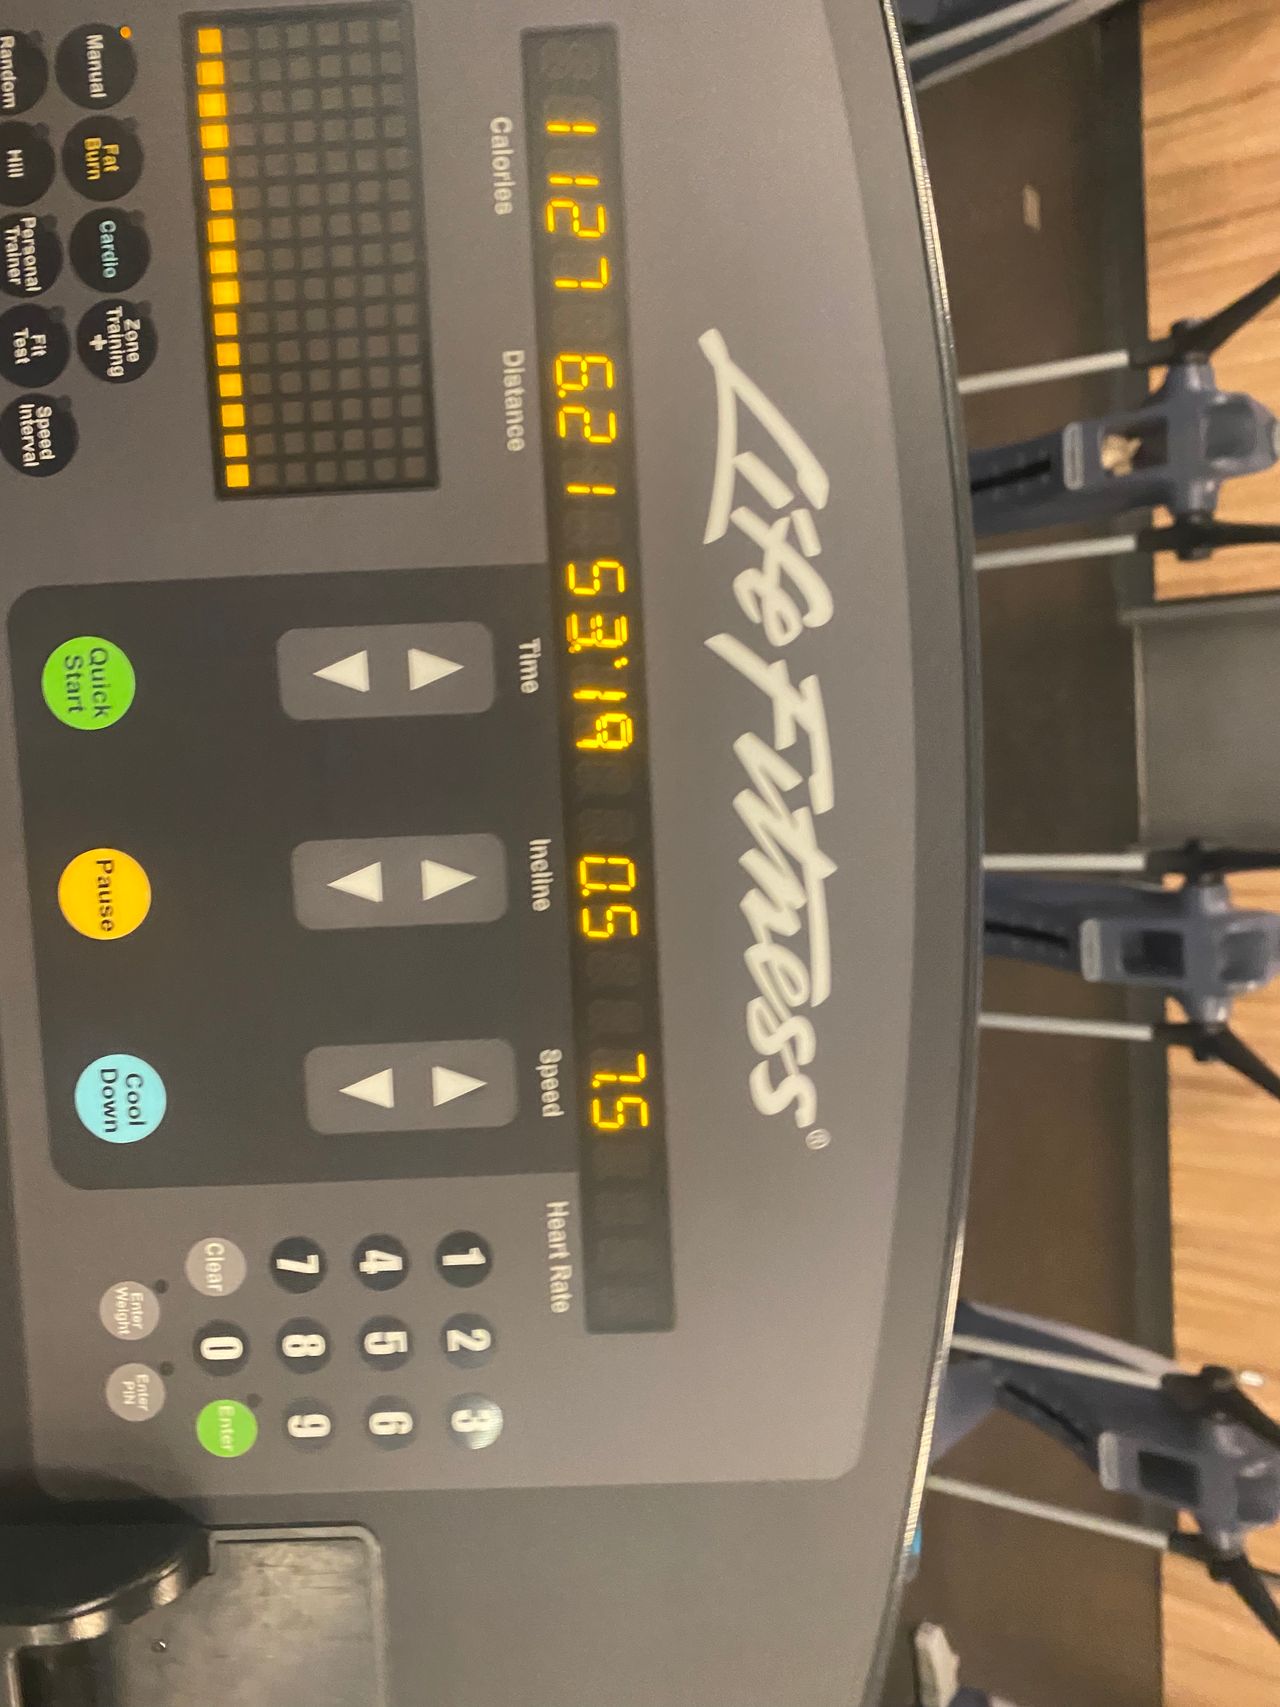 Life Fitness®
1127 6.21 53:19 0.5 7.5
Calories Distance Time Incline Speed Heart Rate
1 2 3
4 5 6
7 8 9
Clear 0 Enter
Enter Weight
Enter PIN
Manual
Fat
Burn
Cardio
Zone
Training
+
Quick
Start
Pause
Cool
Down
Random
Hill
Personal
Trainer
Fit
Test
Speed
Interval